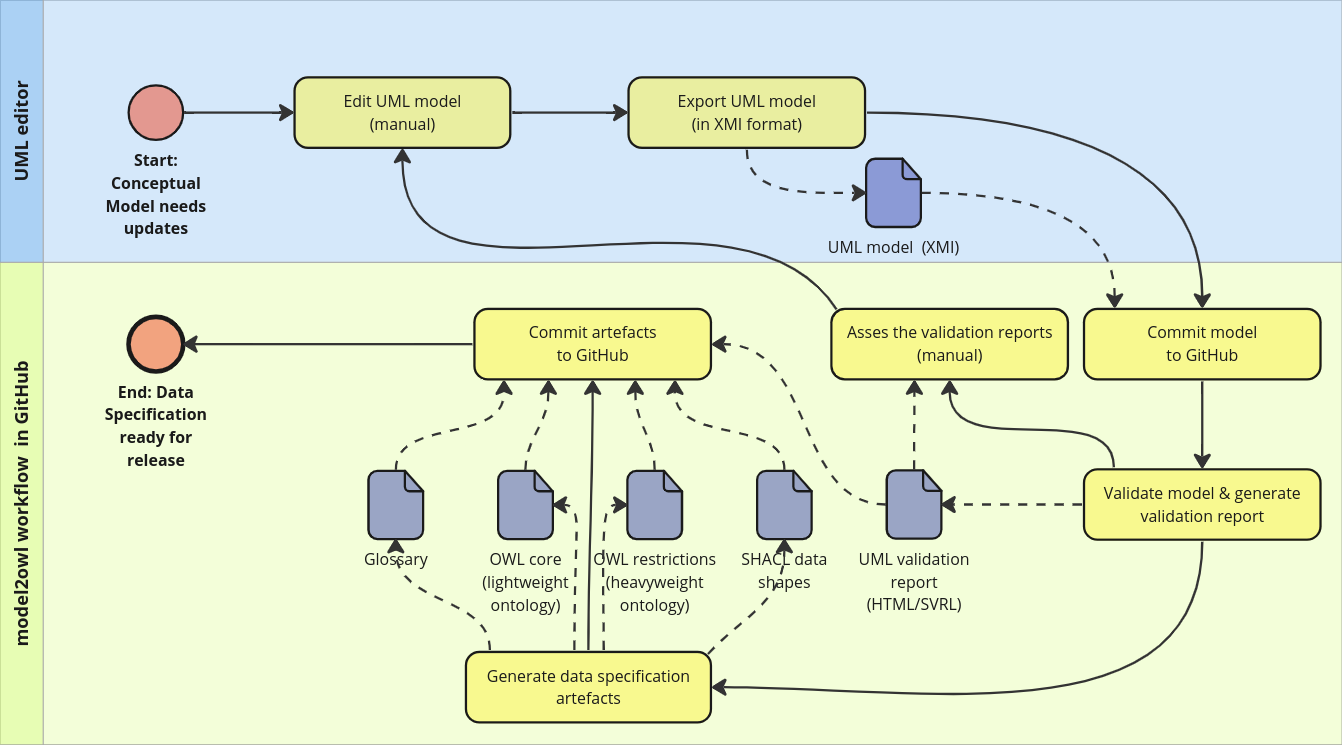 UML editor
Edit UML model
(manual)
Export UML model
(in XMI format)
Start:
Conceptual
Model needs
updates
UML model (XMI)
model2owl workflow in GitHub
Commit artefacts
to GitHub
Asses the validation reports
(manual)
Commit model
to GitHub
End: Data
Specification
ready for
release
Validate model & generate
validation report
Glossary
OWL core
(lightweight
ontology)
OWL restrictions
(heavyweight
ontology)
SHACL data
shapes
UML validation
report
(HTML/SVRL)
Generate data specification
artefacts